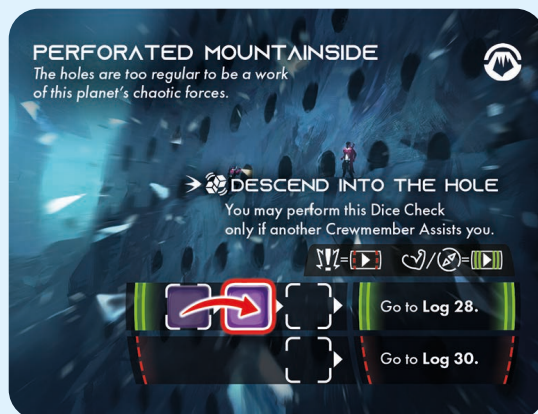 PERFORATED MOUNTAINSIDE
The holes are too regular to be a work
of this planet's chaotic forces.
DESCEND INTO THE HOLE
You may perform this Dice Check
only if another Crewmember Assists you.
= / =
Go to Log 28.
Go to Log 30.